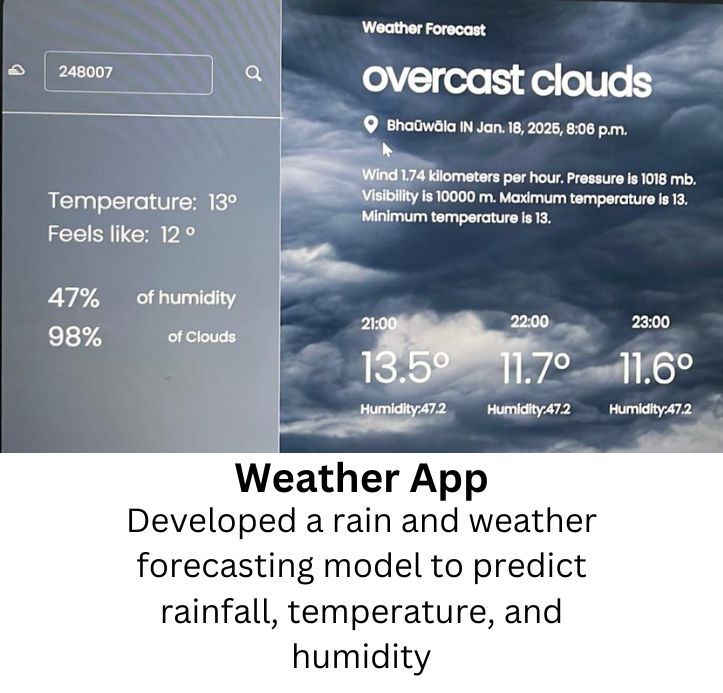 248007
Temperature: 13°
Feels like: 12 °
47% of humidity
98% of Clouds
Weather Forecast
overcast clouds
Bhaūwāla IN Jan. 18, 2025, 8:06 p.m.
Wind 1.74 kilometers per hour. Pressure is 1018 mb.
Visibility is 10000 m. Maximum temperature is 13.
Minimum temperature is 13.
21:00 22:00 23:00
13.5° 11.7° 11.6°
Humidity:47.2 Humidity:47.2 Humidity:47.2
Weather App
Developed a rain and weather
forecasting model to predict
rainfall, temperature, and
humidity